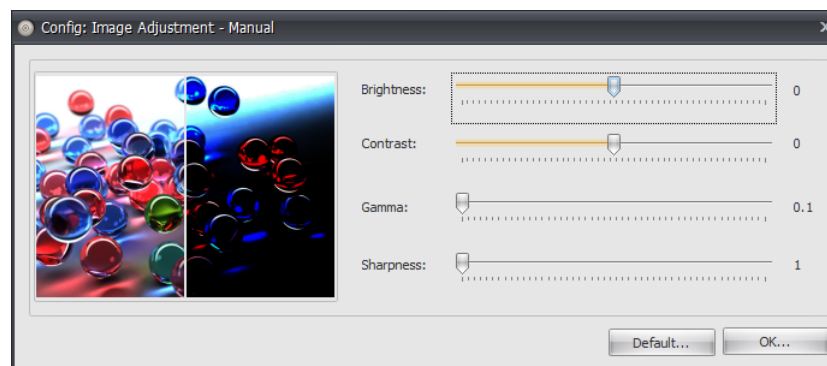 Config: Image Adjustment - Manual
Brightness: 0
Contrast: 0
Gamma: 0.1
Sharpness: 1
Default... OK...